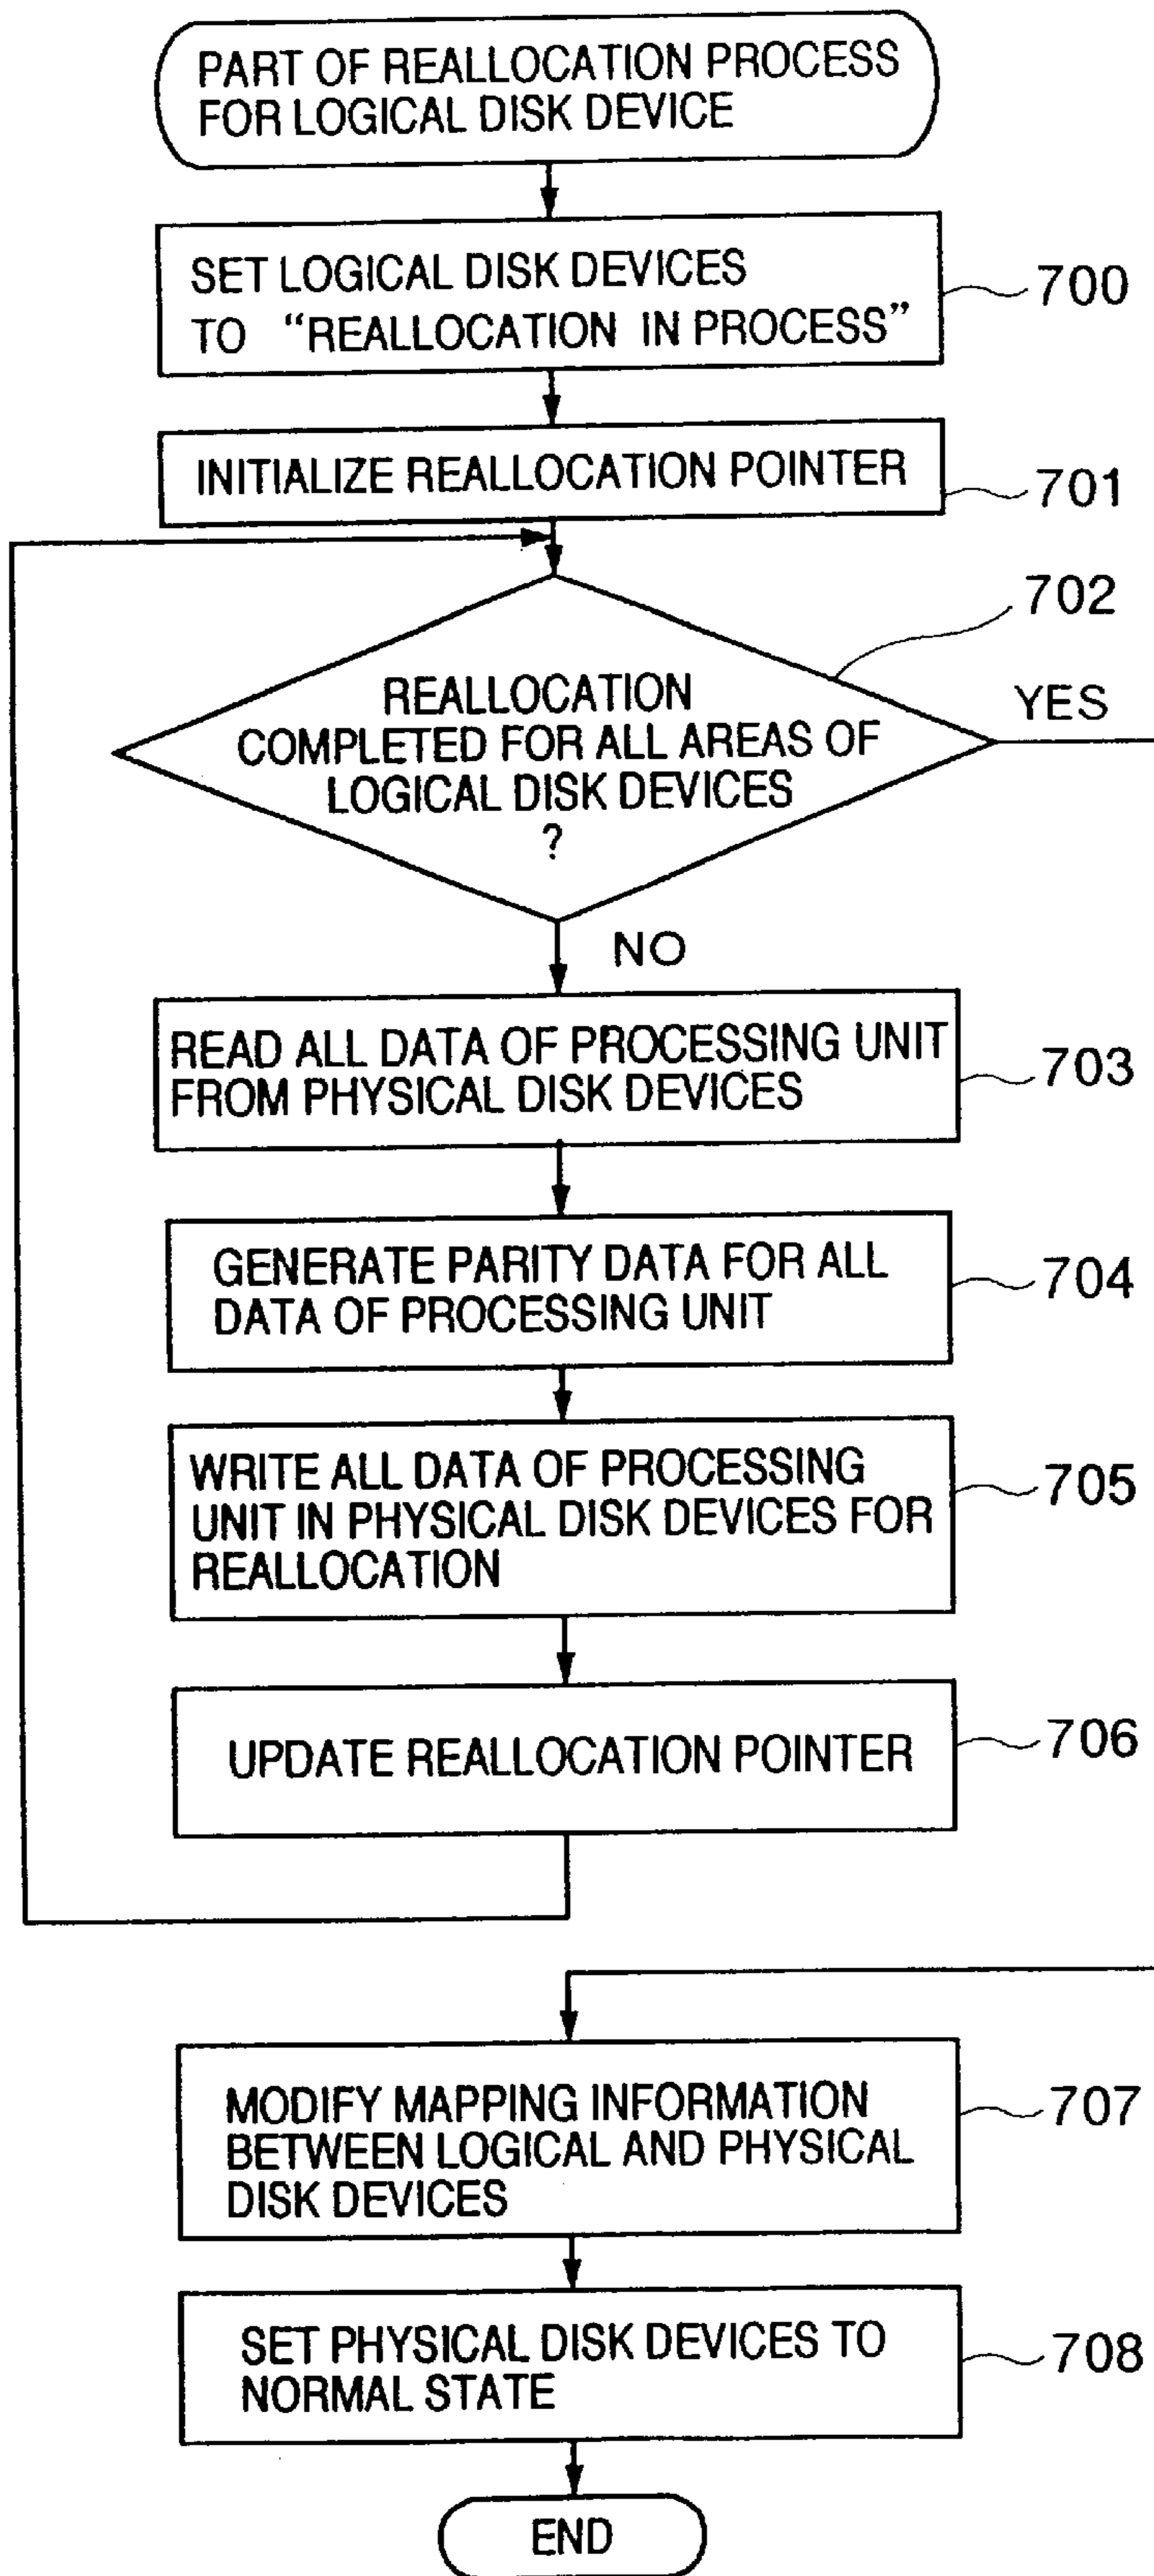 PART OF REALLOCATION PROCESS
FOR LOGICAL DISK DEVICE
SET LOGICAL DISK DEVICES
TO “REALLOCATION IN PROCESS”
700
INITIALIZE REALLOCATION POINTER
701
702
REALLOCATION
COMPLETED FOR ALL AREAS OF
LOGICAL DISK DEVICES
?
YES
NO
READ ALL DATA OF PROCESSING UNIT
FROM PHYSICAL DISK DEVICES
703
GENERATE PARITY DATA FOR ALL
DATA OF PROCESSING UNIT
704
WRITE ALL DATA OF PROCESSING
UNIT IN PHYSICAL DISK DEVICES FOR
REALLOCATION
705
UPDATE REALLOCATION POINTER
706
MODIFY MAPPING INFORMATION
BETWEEN LOGICAL AND PHYSICAL
DISK DEVICES
707
SET PHYSICAL DISK DEVICES TO
NORMAL STATE
708
END